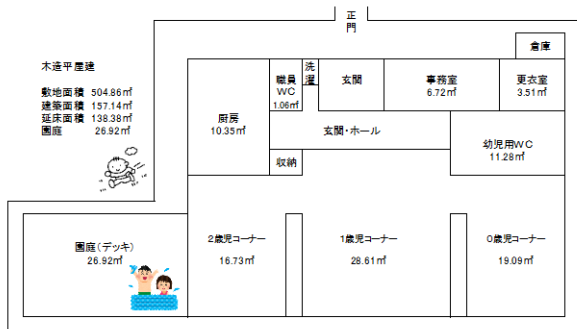 正
門
倉庫
木造平屋建
敷地面積 504.86㎡
建築面積 157.14㎡
延床面積 138.38㎡
園庭 26.92㎡
厨房
10.35㎡
職員
WC
1.06㎡
洗
濯
玄関
事務室
6.72㎡
更衣室
3.51㎡
玄関・ホール
幼児用WC
11.28㎡
収納
園庭(デッキ)
26.92㎡
2歳児コーナー
16.73㎡
1歳児コーナー
28.61㎡
0歳児コーナー
19.09㎡